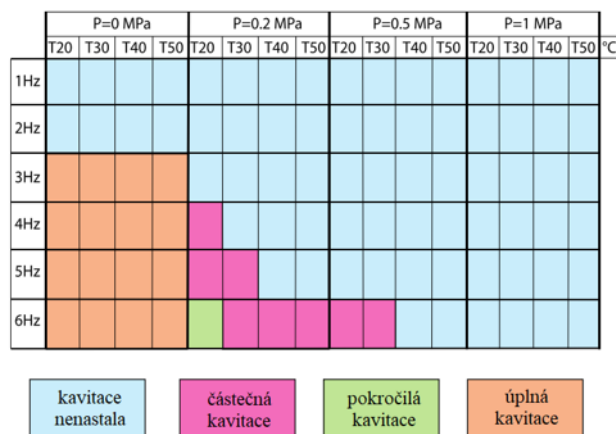 P=0 MPa P=0.2 MPa P=0.5 MPa P=1 MPa
T20 T30 T40 T50 T20 T30 T40 T50 T20 T30 T40 T50 T20 T30 T40 T50 °C
1Hz
2Hz
3Hz
4Hz
5Hz
6Hz
kavitace částečná pokročilá úplná
nenastala kavitace kavitace kavitace